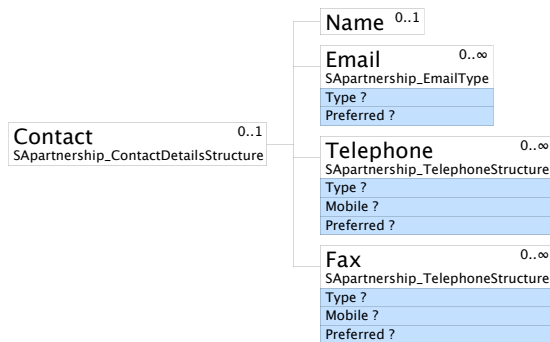 Name 0..1
Email 0..∞
SApartnership_EmailType
Type ?
Preferred ?
Contact 0..1
SApartnership_ContactDetailsStructure
Telephone 0..∞
SApartnership_TelephoneStructure
Type ?
Mobile ?
Preferred ?
Fax 0..∞
SApartnership_TelephoneStructure
Type ?
Mobile ?
Preferred ?